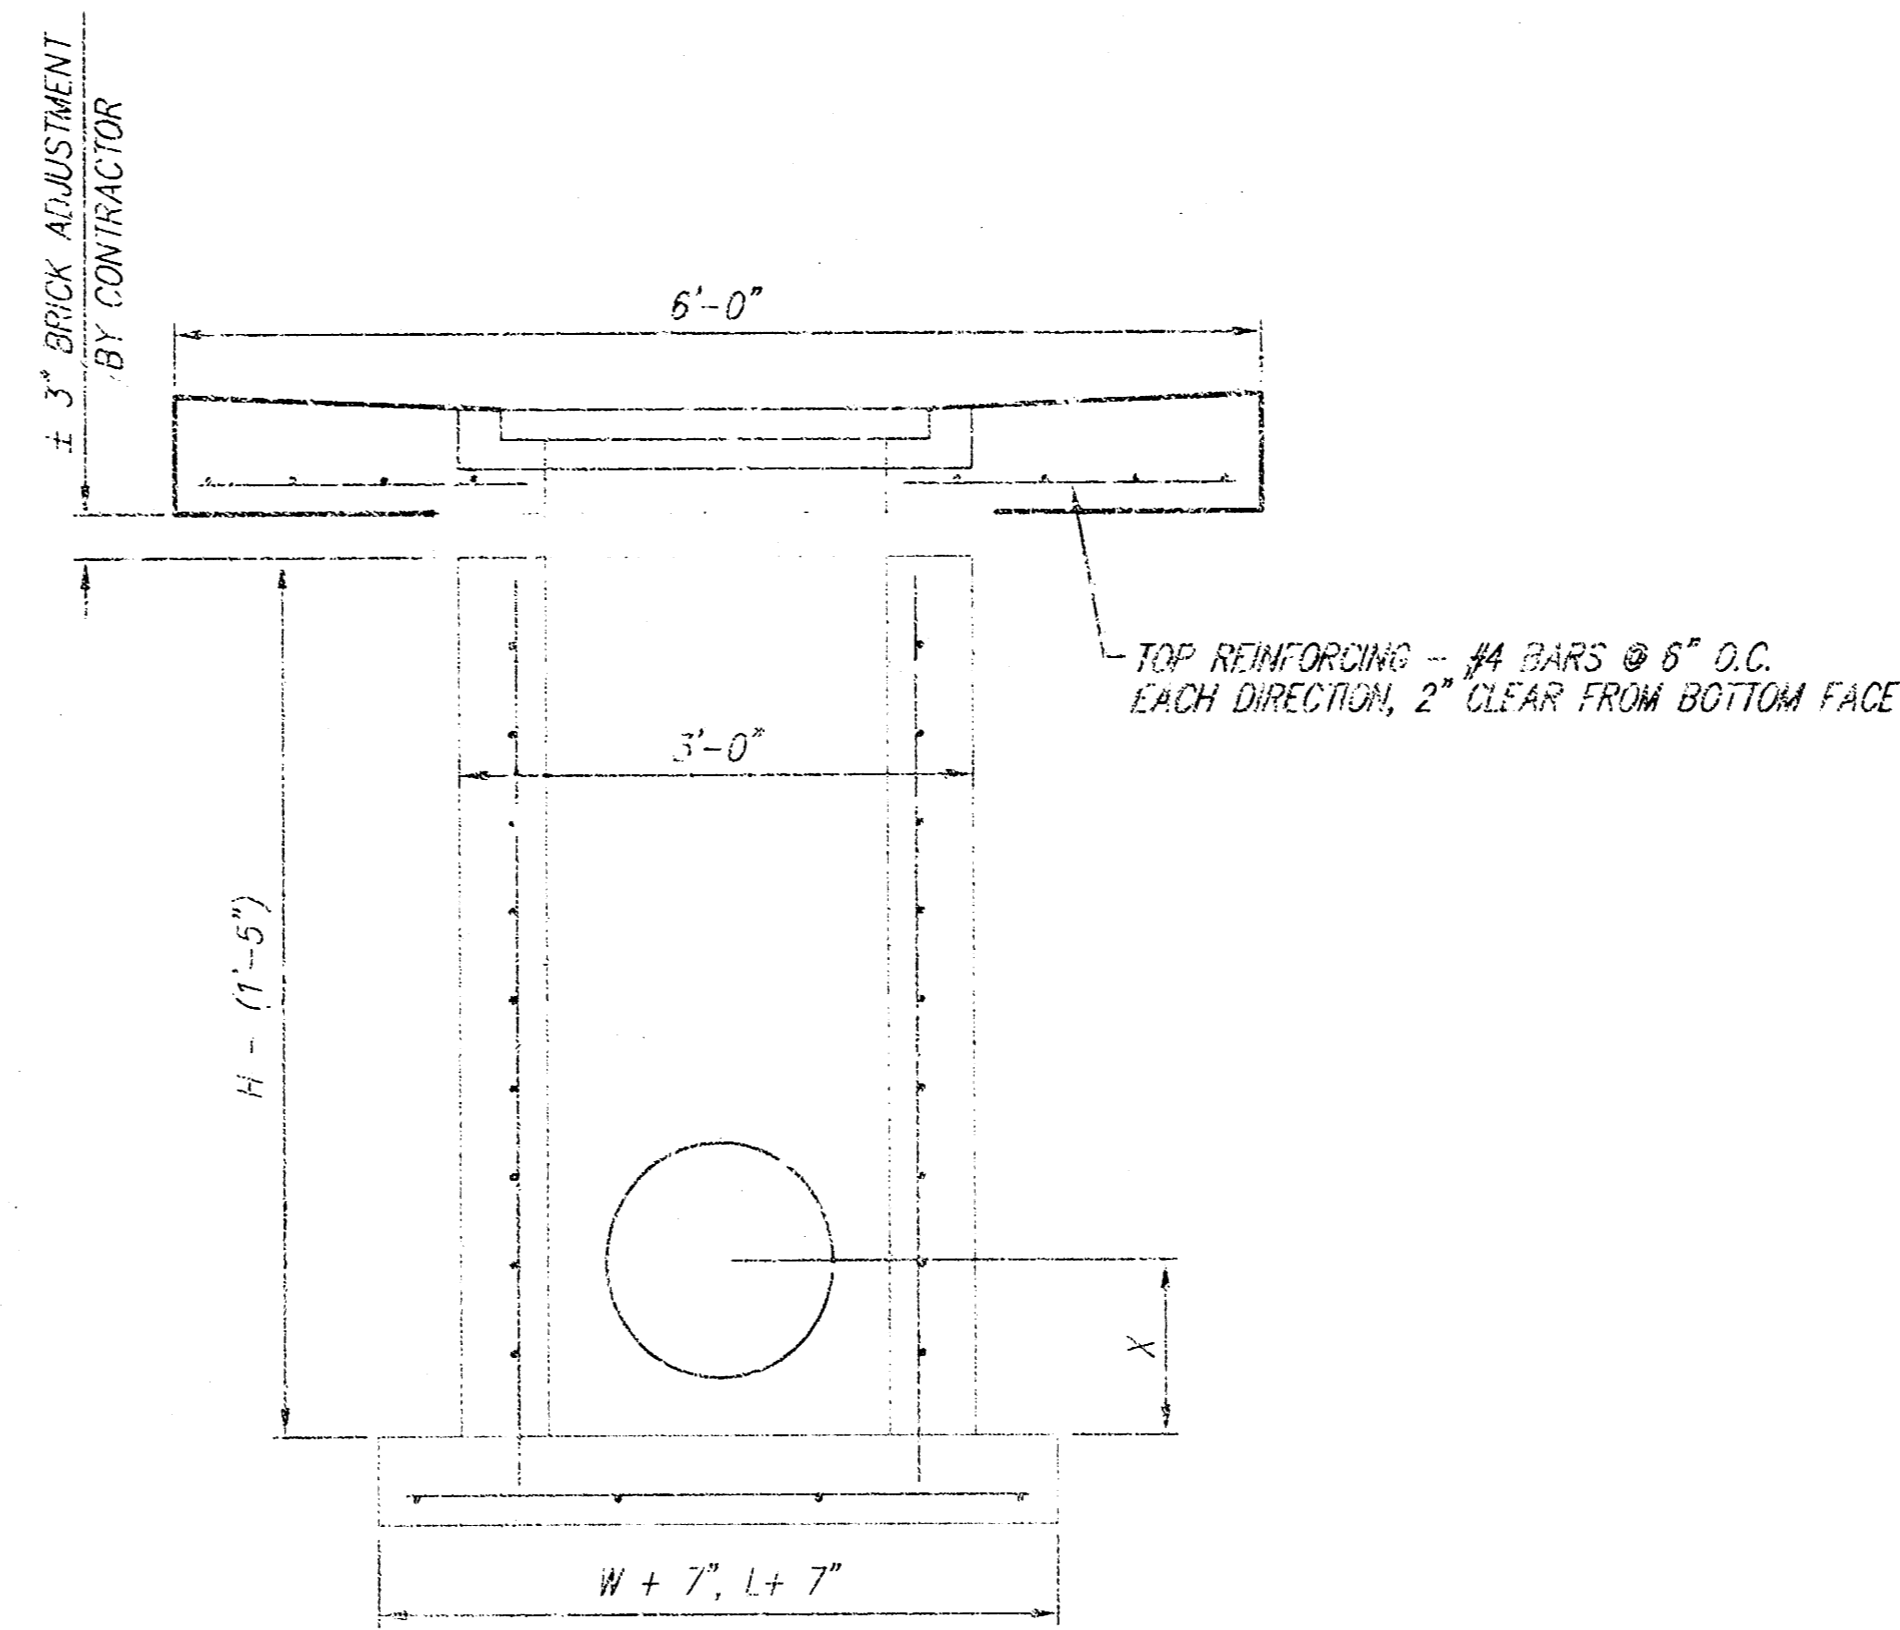 ± 3" BRICK ADJUSTMENT
BY CONTRACTOR
6'-0"
TOP REINFORCING - #4 BARS @ 6" O.C.
EACH DIRECTION, 2" CLEAR FROM BOTTOM FACE
3'-0"
H - (1'-5")
X
W + 7", L+ 7"